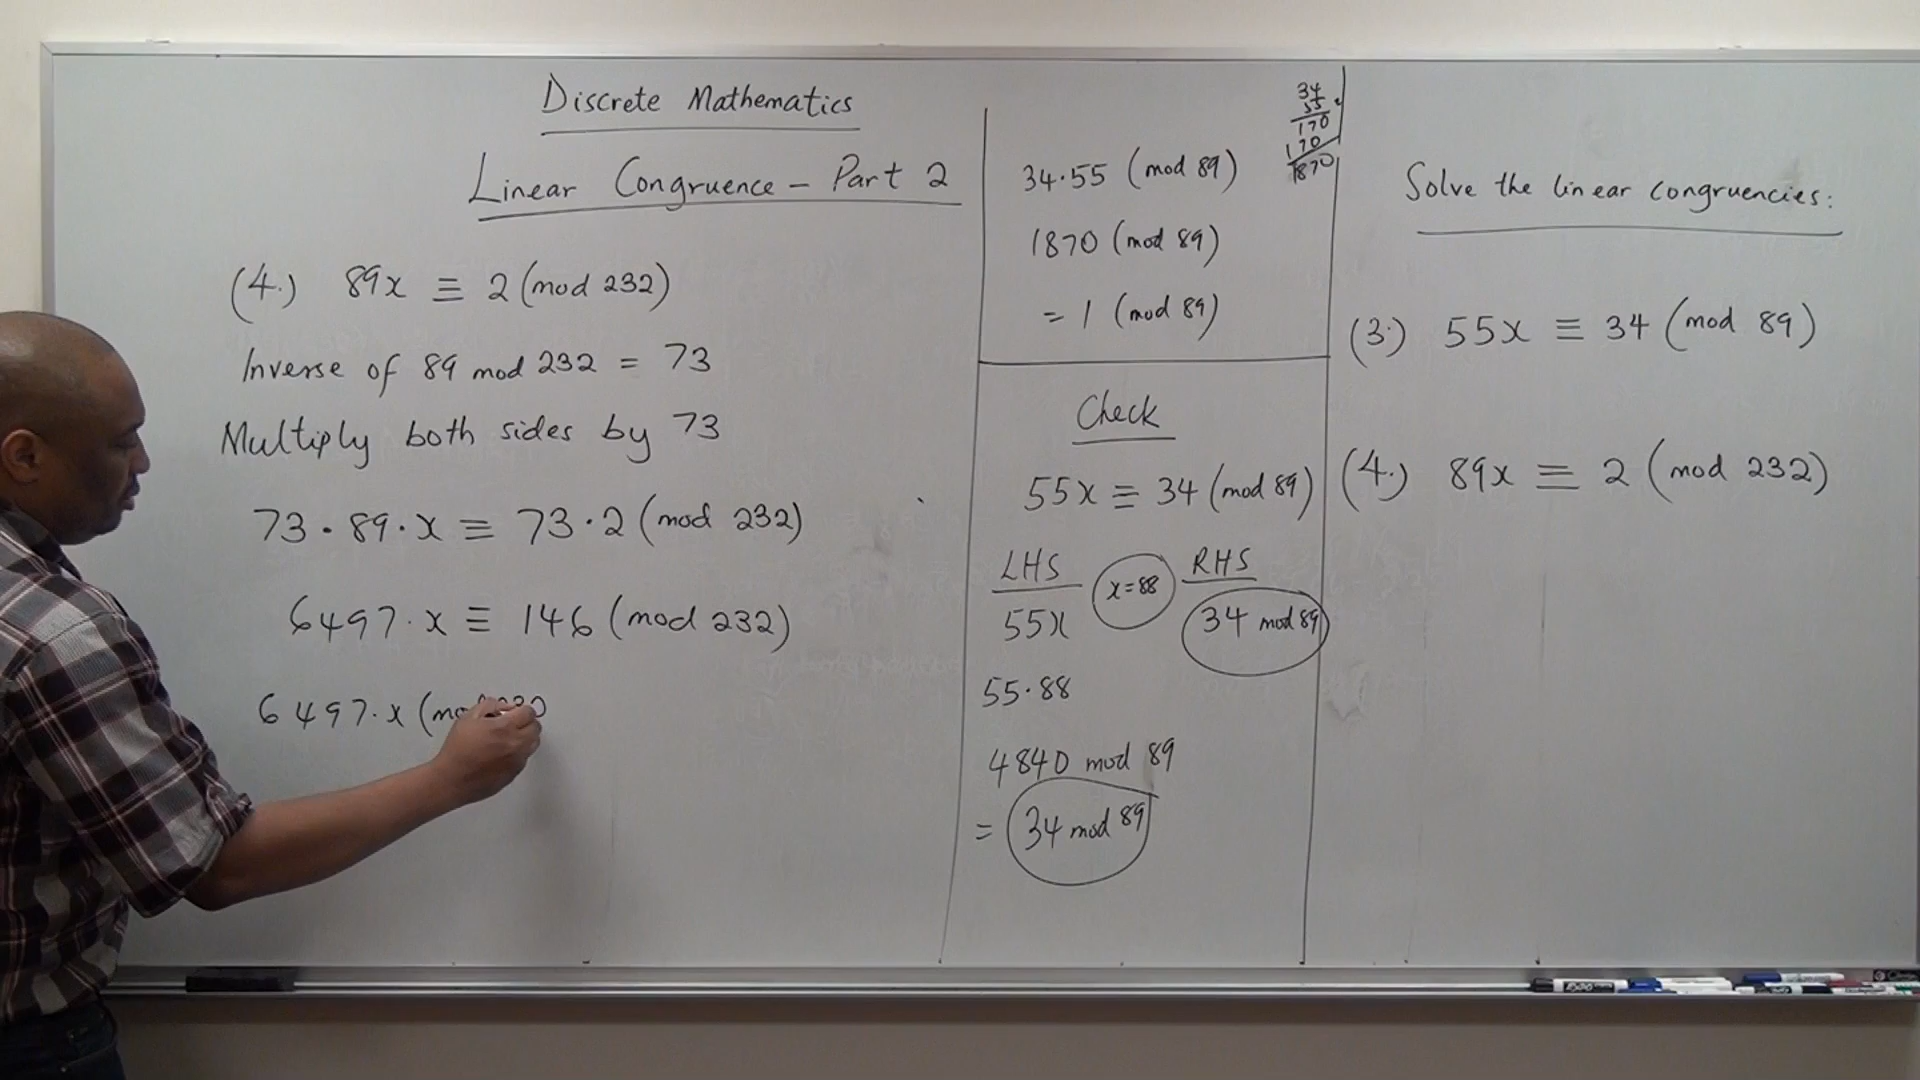 Discrete Mathematics
Linear Congruence - Part 2
(4.) 89x ≡ 2 (mod 232)
Inverse of 89 mod 232 = 73
Multiply both sides by 73
73 · 89 · x ≡ 73 · 2 (mod 232)
6497 · x ≡ 146 (mod 232)
6497 · x (mod
34
55
170
170
1870
34·55 (mod 89)
1870 (mod 89)
= 1 (mod 89)
Check
55x ≡ 34 (mod 89)
LHS x=88 RHS
55x 34 mod 89
55·88
4840 mod 89
= 34 mod 89
Solve the linear congruencies:
(3.) 55x ≡ 34 (mod 89)
(4.) 89x ≡ 2 (mod 232)
EXPO